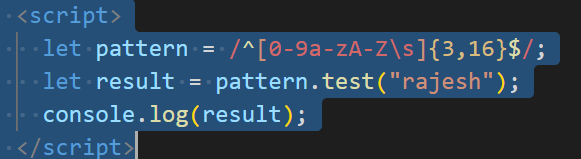 <script>
let pattern = /^[0-9a-zA-Z\s]{3,16}$/;
let result = pattern.test("rajesh");
console.log(result);
</script>